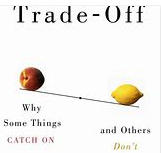 Trade-Off
Why
Some Things
CATCH ON
and Others
Don't